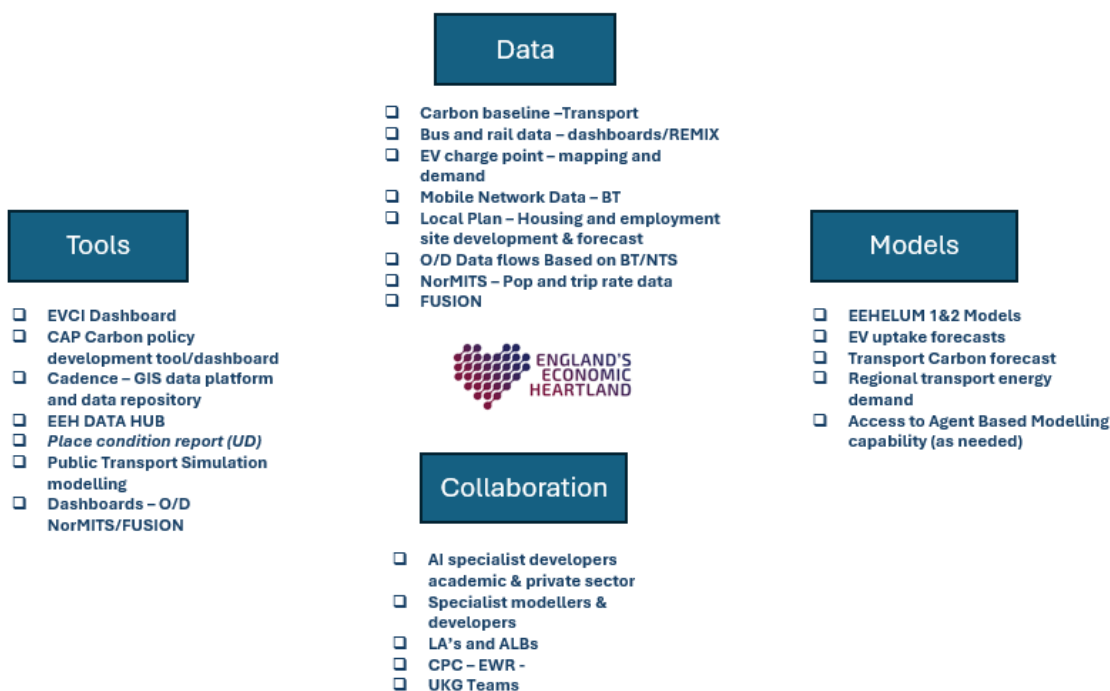 Data
❑ Carbon baseline –Transport
❑ Bus and rail data – dashboards/REMIX
❑ EV charge point – mapping and
demand
❑ Mobile Network Data – BT
❑ Local Plan – Housing and employment
site development & forecast
❑ O/D Data flows Based on BT/NTS
❑ NorMITS – Pop and trip rate data
❑ FUSION
Tools
❑ EVCI Dashboard
❑ CAP Carbon policy
development tool/dashboard
❑ Cadence – GIS data platform
and data repository
❑ EEH DATA HUB
❑ Place condition report (UD)
❑ Public Transport Simulation
modelling
❑ Dashboards – O/D
NorMITS/FUSION
ENGLAND'S
ECONOMIC
HEARTLAND
Models
❑ EEHELUM 1&2 Models
❑ EV uptake forecasts
❑ Transport Carbon forecast
❑ Regional transport energy
demand
❑ Access to Agent Based Modelling
capability (as needed)
Collaboration
❑ AI specialist developers
academic & private sector
❑ Specialist modellers &
developers
❑ LA's and ALBs
❑ CPC – EWR -
❑ UKG Teams